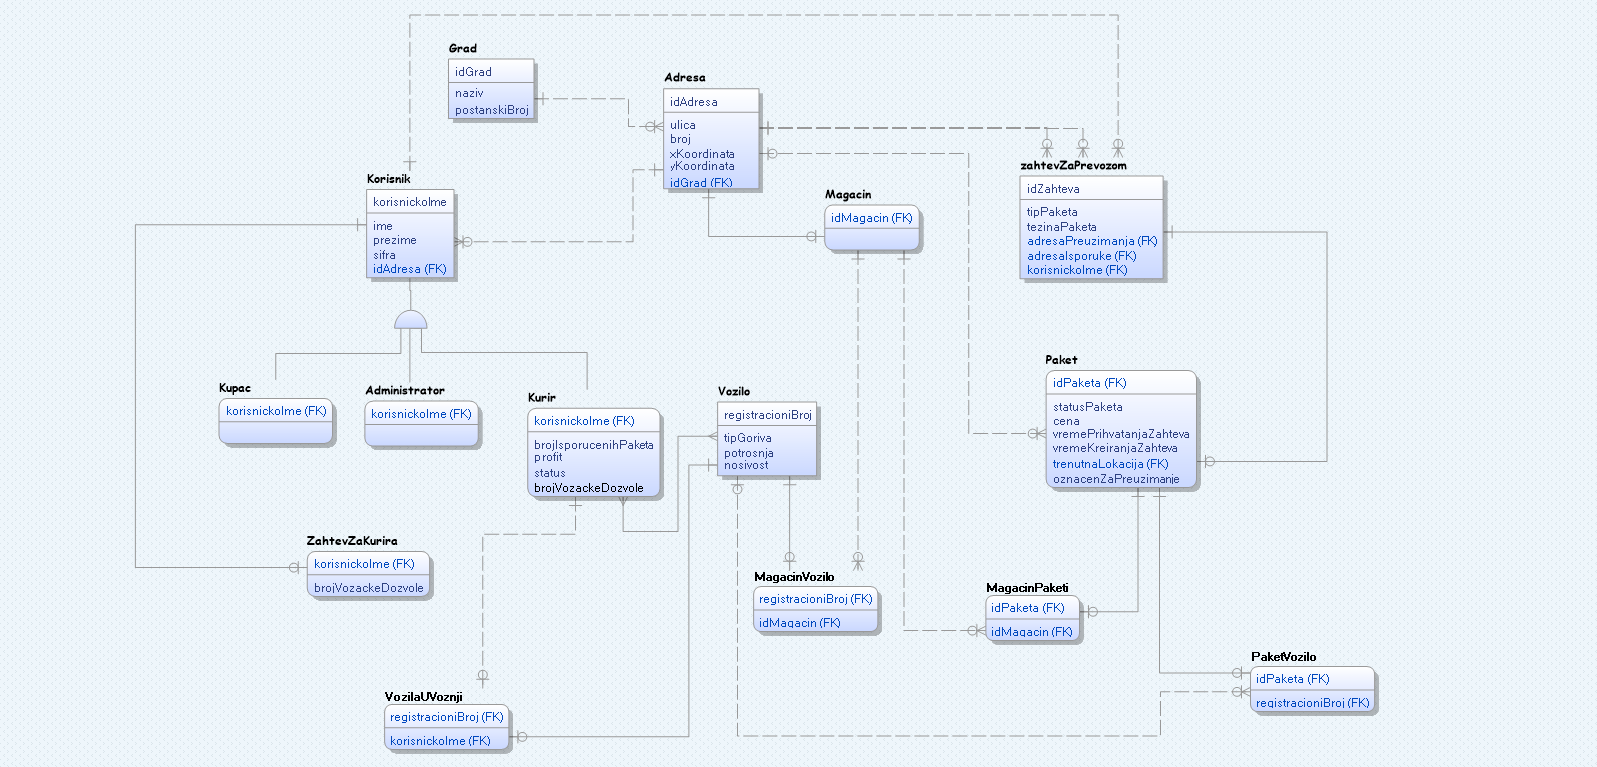 Grad
idGrad
naziv
postanskiBroj
Adresa
idAdresa
ulica
broj
xKoordinata
yKoordinata
idGrad (FK)
zahtevZaPrevozom
idZahteva
tipPaketa
tezinaPaketa
adresaPreuzimanja (FK)
adresaIsporuke (FK)
korisnickoIme (FK)
Korisnik
korisnickoIme
ime
prezime
sifra
idAdresa (FK)
Magacin
idMagacin (FK)
Paket
idPaketa (FK)
statusPaketa
cena
vremePrihvatanjaZahteva
vremeKreiranjaZahteva
trenutnaLokacija (FK)
oznacenZaPreuzimanje
Kupac
korisnickoIme (FK)
Administrator
korisnickoIme (FK)
Kurir
korisnickoIme (FK)
brojIsporucenihPaketa
profit
status
brojVozackeDozvole
Vozilo
registracioniBroj
tipGoriva
potrosnja
nosivost
ZahtevZaKurira
korisnickoIme (FK)
brojVozackeDozvole
MagacinVozilo
registracioniBroj (FK)
idMagacin (FK)
MagacinPaketi
idPaketa (FK)
idMagacin (FK)
PaketVozilo
idPaketa (FK)
registracioniBroj (FK)
VozilaUVoznji
registracioniBroj (FK)
korisnickoIme (FK)